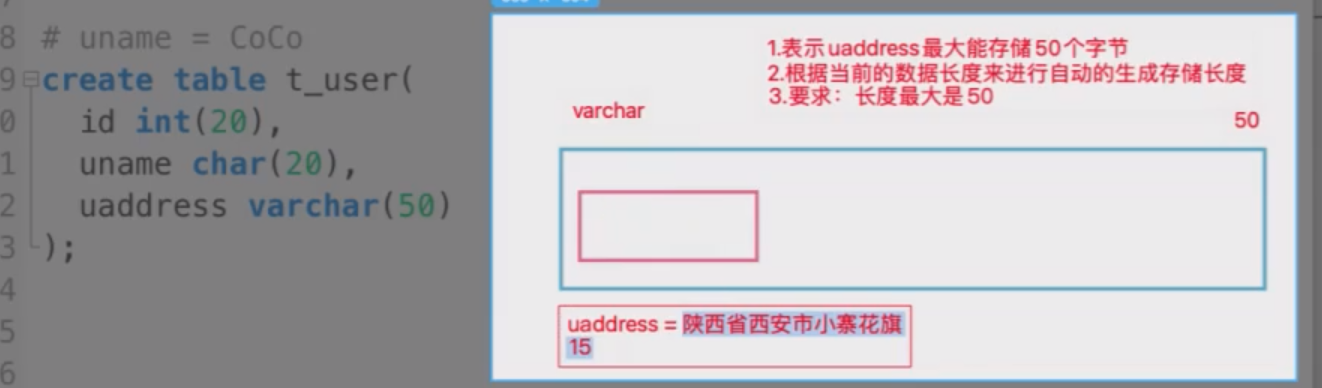 8 # uname = CoCo
9 create table t_user(
0 id int(20),
1 uname char(20),
2 uaddress varchar(50)
3 );
4
5
6
1.表示uaddress最大能存储50个字节
2.根据当前的数据长度来进行自动的生成存储长度
3.要求：长度最大是50
varchar
50
uaddress = 陕西省西安市小寨花旗
15